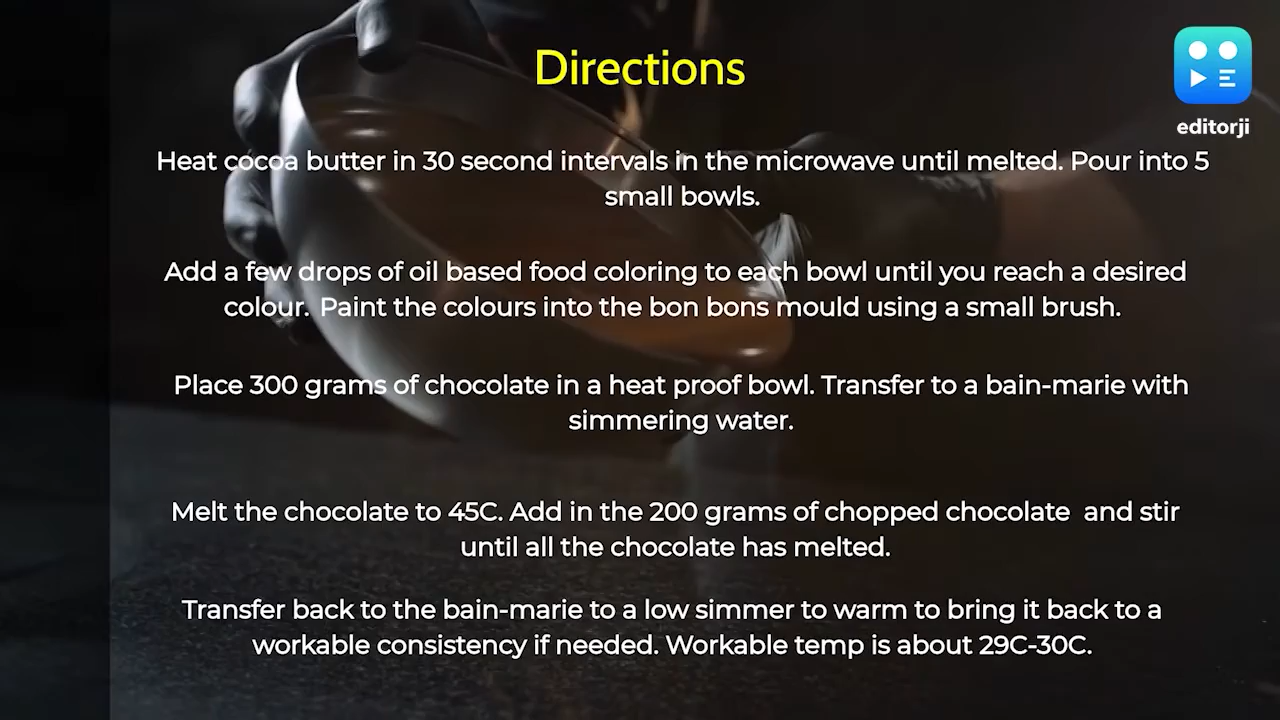 Directions
editorji
Heat cocoa butter in 30 second intervals in the microwave until melted. Pour into 5
small bowls.
Add a few drops of oil based food coloring to each bowl until you reach a desired
colour. Paint the colours into the bon bons mould using a small brush.
Place 300 grams of chocolate in a heat proof bowl. Transfer to a bain-marie with
simmering water.
Melt the chocolate to 45C. Add in the 200 grams of chopped chocolate  and stir
until all the chocolate has melted.
Transfer back to the bain-marie to a low simmer to warm to bring it back to a
workable consistency if needed. Workable temp is about 29C-30C.